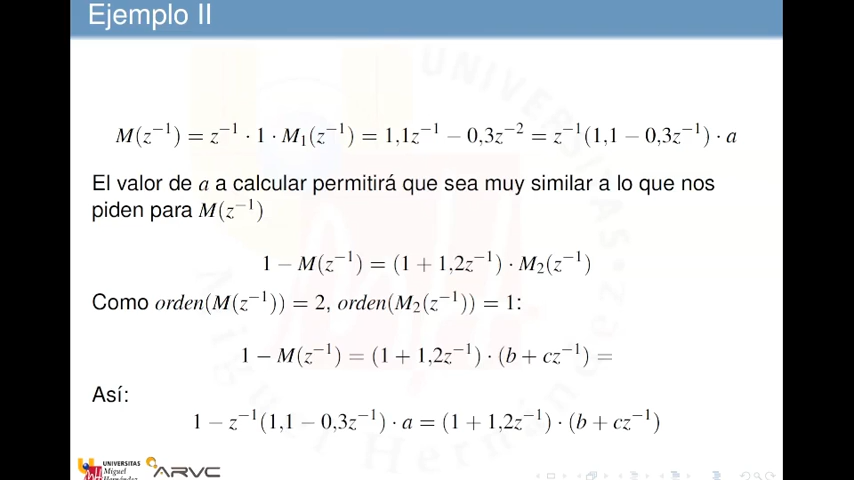 Ejemplo II
M(z⁻¹) = z⁻¹ · 1 · M₁(z⁻¹) = 1,1z⁻¹ − 0,3z⁻² = z⁻¹(1,1 − 0,3z⁻¹) · a
El valor de a a calcular permitirá que sea muy similar a lo que nos
piden para M(z⁻¹)
1 − M(z⁻¹) = (1 + 1,2z⁻¹) · M₂(z⁻¹)
Como orden(M(z⁻¹)) = 2, orden(M₂(z⁻¹)) = 1:
1 − M(z⁻¹) = (1 + 1,2z⁻¹) · (b + cz⁻¹) =
Así:
1 − z⁻¹(1,1 − 0,3z⁻¹) · a = (1 + 1,2z⁻¹) · (b + cz⁻¹)
UNIVERSITAS
Miguel
Hernández
ARVC